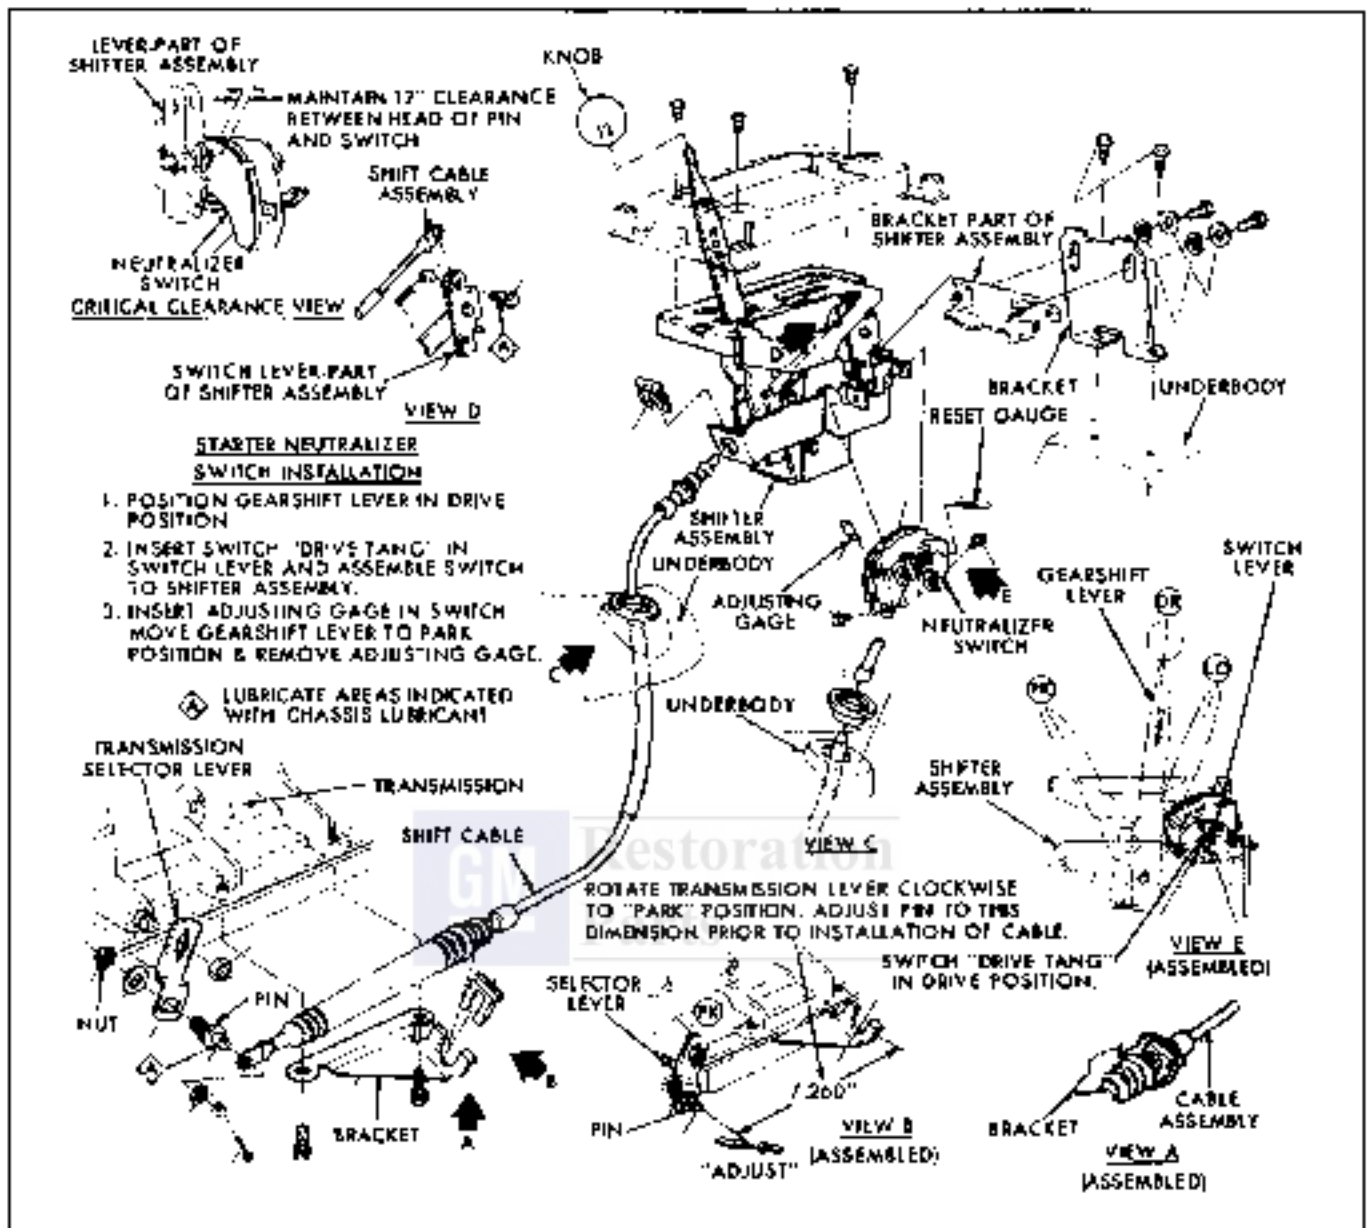 LEVER-PART OF
SHIFTER ASSEMBLY
KNOB
MAINTAIN 12" CLEARANCE
BETWEEN HEAD OF PIN
AND SWITCH
SHIFT CABLE
ASSEMBLY
BRACKET PART OF
SHIFTER ASSEMBLY
NEUTRALIZER
SWITCH
CRITICAL CLEARANCE VIEW
A
D
SWITCH LEVER-PART
OF SHIFTER ASSEMBLY
VIEW D
BRACKET
UNDERBODY
RESET GAUGE
STARTER NEUTRALIZER
SWITCH INSTALLATION
1. POSITION GEARSHIFT LEVER IN DRIVE
POSITION
2. INSERT SWITCH "DRIVE TANG" IN
SWITCH LEVER AND ASSEMBLE SWITCH
TO SHIFTER ASSEMBLY.
3. INSERT ADJUSTING GAGE IN SWITCH
MOVE GEARSHIFT LEVER TO PARK
POSITION & REMOVE ADJUSTING GAGE.
A LUBRICATE AREAS INDICATED
WITH CHASSIS LUBRICANT
SHIFTER
ASSEMBLY
UNDERBODY
C
ADJUSTING
GAGE
E
NEUTRALIZER
SWITCH
GEARSHIFT
LEVER
SWITCH
LEVER
DR
LO
PK
UNDERBODY
SHIFTER
ASSEMBLY
VIEW C
TRANSMISSION
SELECTOR LEVER
TRANSMISSION
SHIFT CABLE
GM Restoration
Parts
ROTATE TRANSMISSION LEVER CLOCKWISE
TO "PARK" POSITION. ADJUST PIN TO THIS
DIMENSION PRIOR TO INSTALLATION OF CABLE.
SWITCH "DRIVE TANG"
IN DRIVE POSITION.
VIEW E
(ASSEMBLED)
NUT
PIN
A
BRACKET
A
B
SELECTOR
LEVER
PK
PIN
"ADJUST"
VIEW B
(ASSEMBLED)
BRACKET
CABLE
ASSEMBLY
VIEW A
(ASSEMBLED)